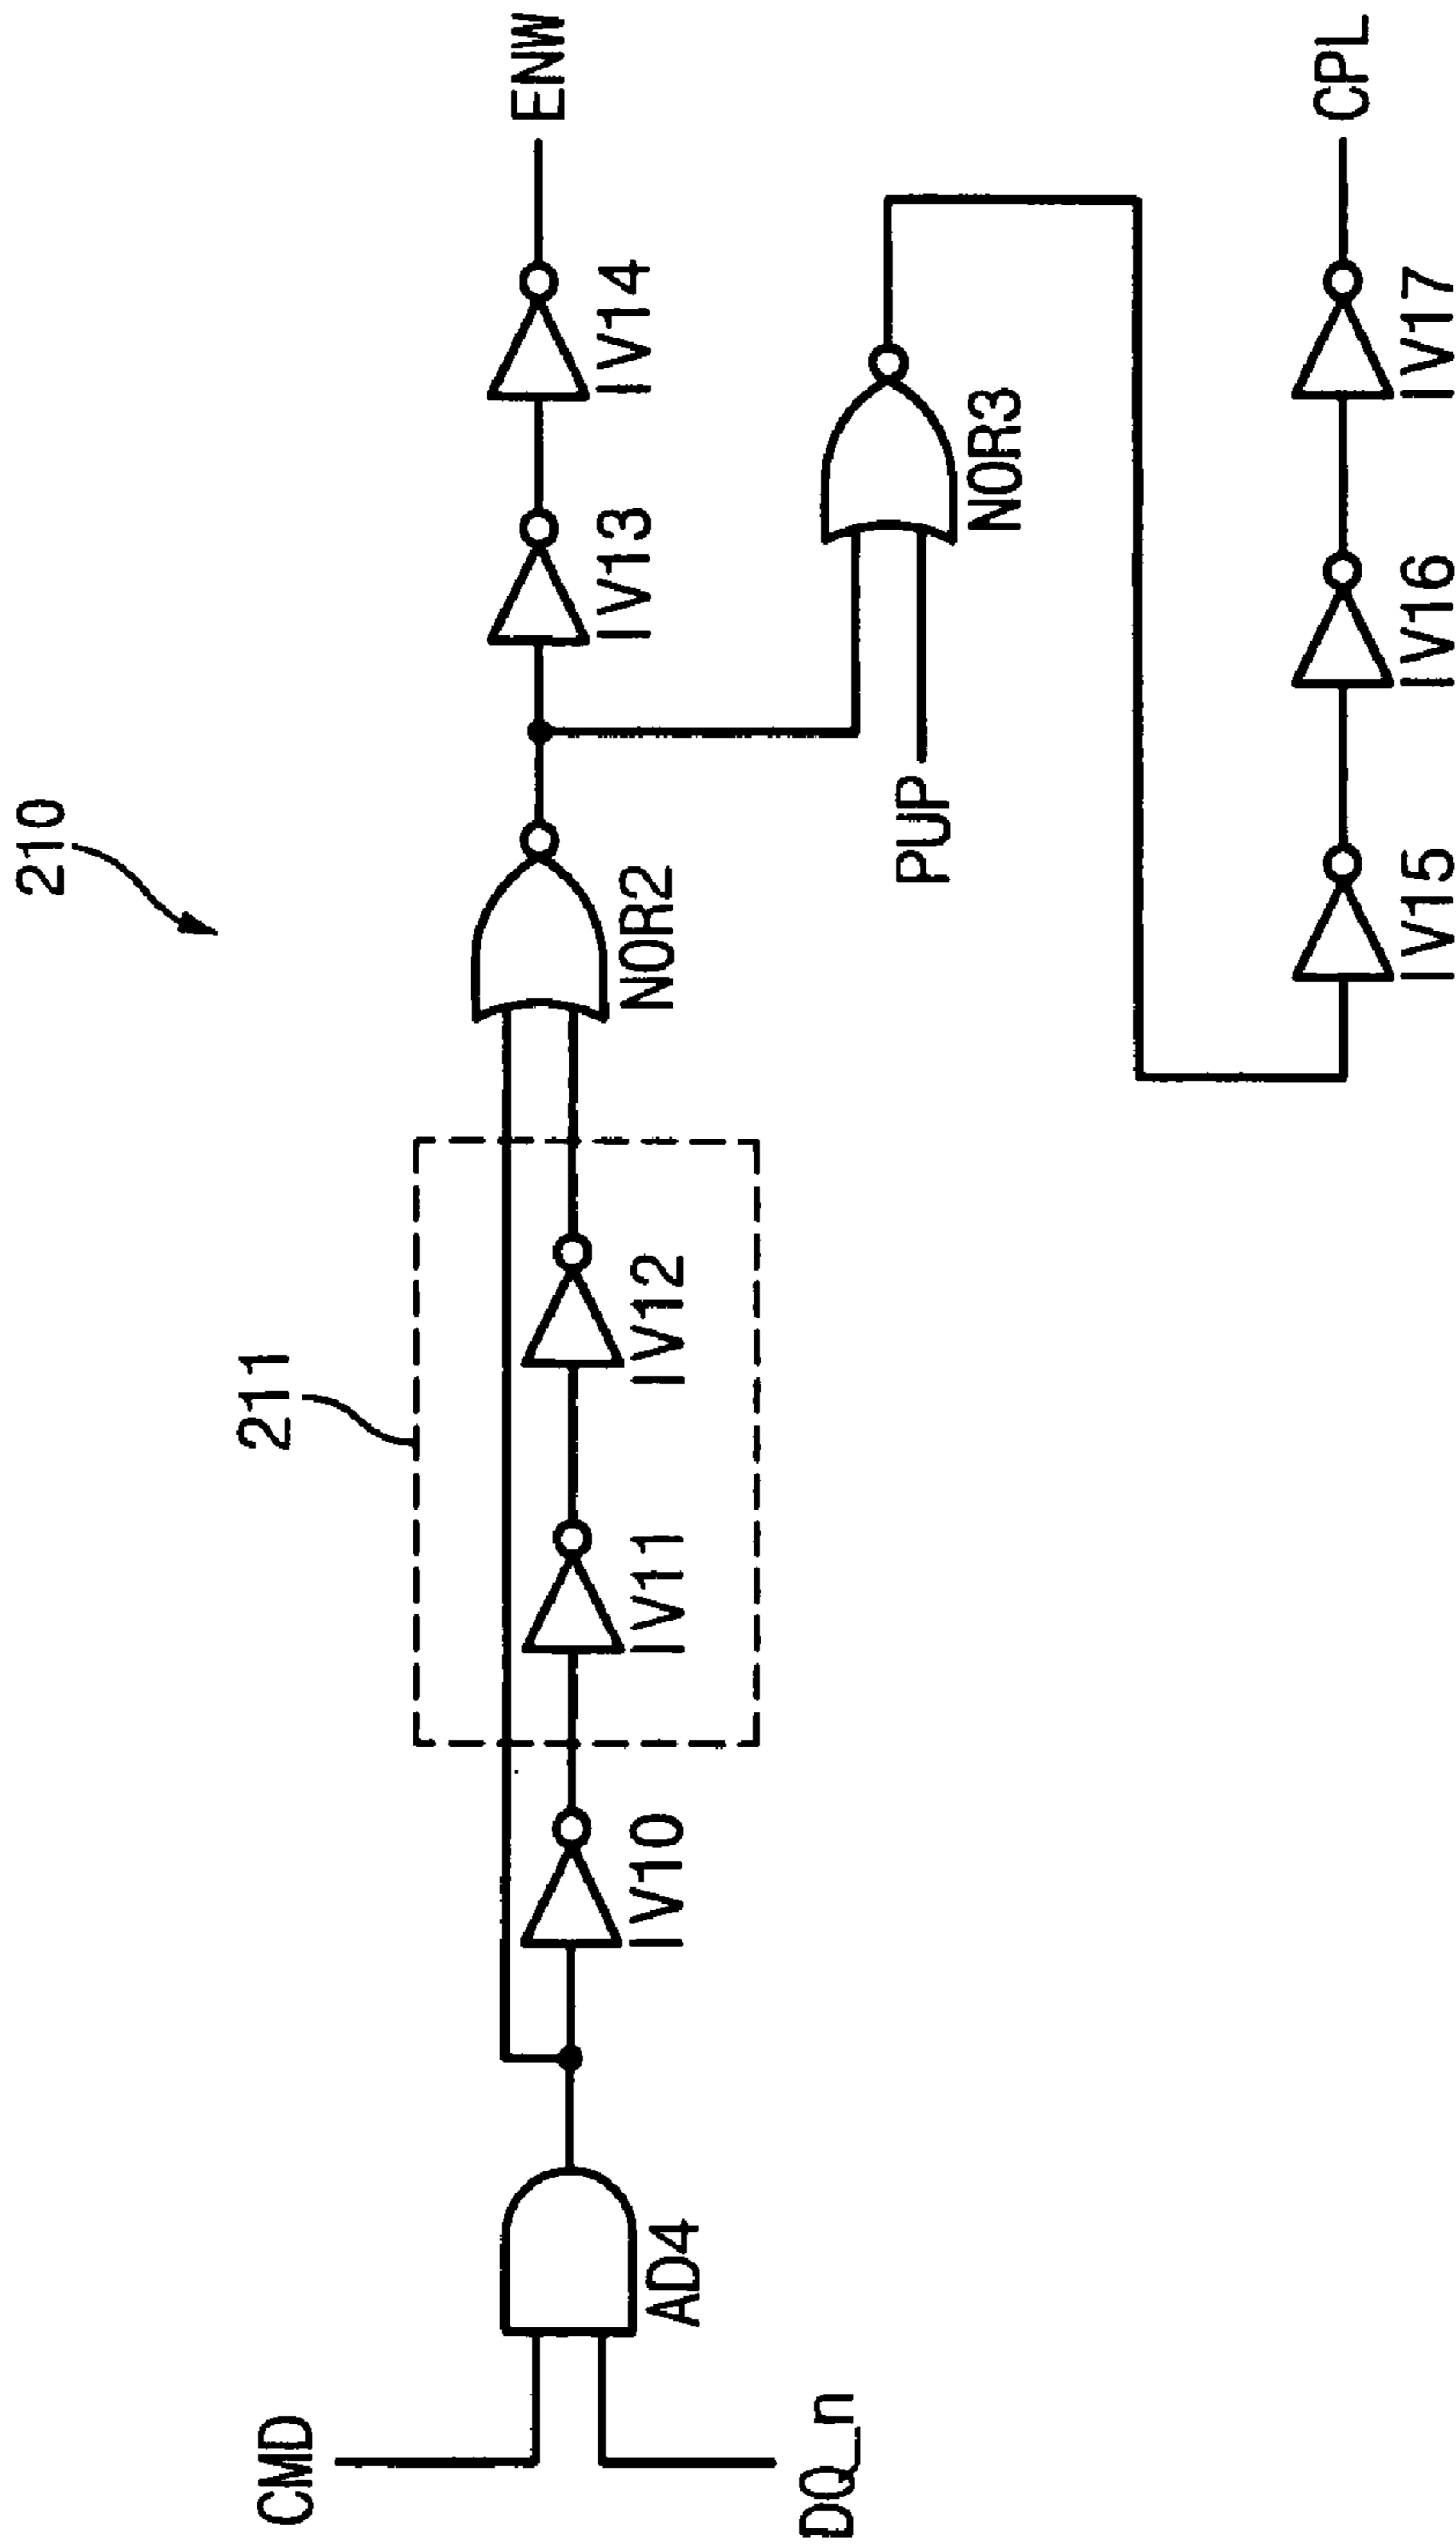 210
211
CMD
DQ_n
AD4
IV10
IV11
IV12
NOR2
IV13
IV14
ENW
PUP
NOR3
IV15
IV16
IV17
CPL